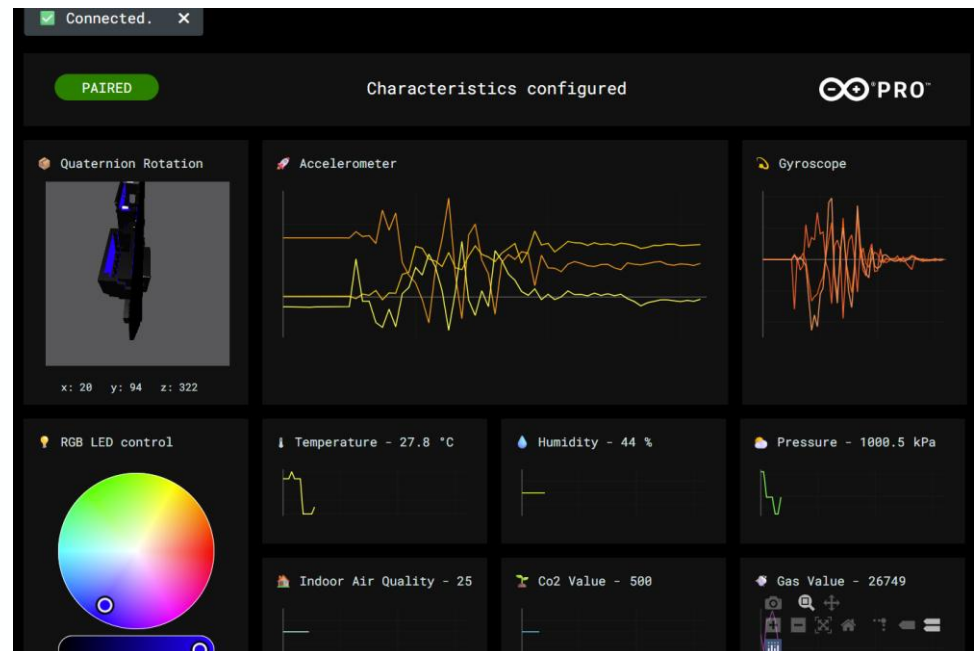 Connected. ✕
PAIRED
Characteristics configured
PRO™
Quaternion Rotation
Accelerometer
Gyroscope
x: 20 y: 94 z: 322
RGB LED control
Temperature - 27.8 °C
Humidity - 44 %
Pressure - 1000.5 kPa
Indoor Air Quality - 25
Co2 Value - 500
Gas Value - 26749